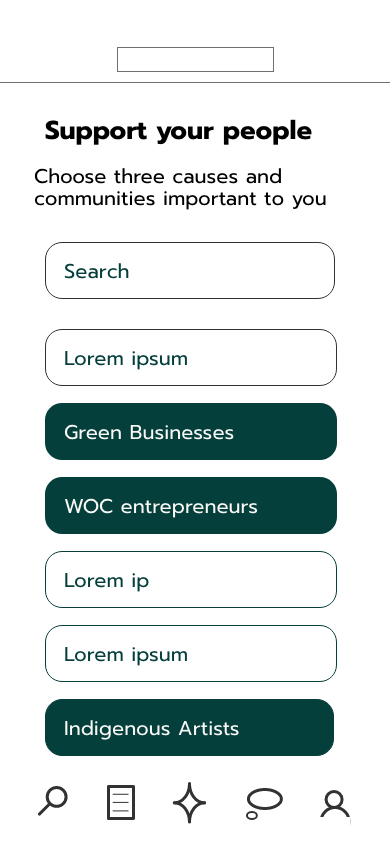 Support your people
Choose three causes and
communities important to you
Search
Lorem ipsum
Green Businesses
WOC entrepreneurs
Lorem ip
Lorem ipsum
Indigenous Artists